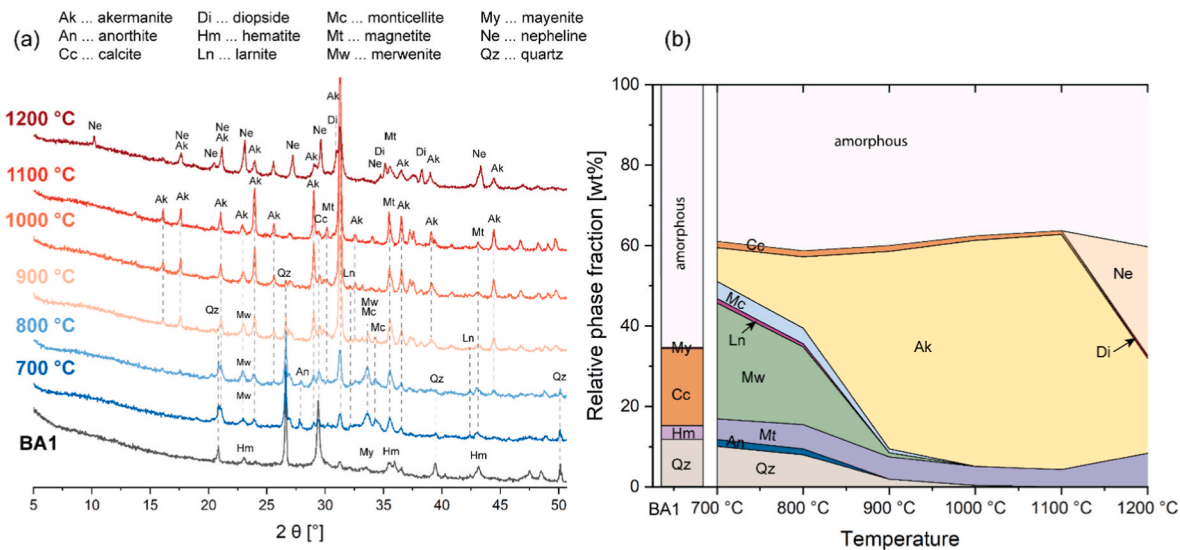 Ak ... akermanite Di ... diopside Mc ... monticellite My ... mayenite
(a) An ... anorthite Hm ... hematite Mt ... magnetite Ne ... nepheline
Cc ... calcite Ln ... larnite Mw ... merwenite Qz ... quartz
1200 °C
Ne Ne Ak Ne Ne Ak Ne Ak Ne Ak Ne Ak Di Ne Di Mt Ak Di Ak Ne Ak
1100 °C
Ak Ak Ak Ak Ak Ak Ak Cc Mt Ak Mt Ak Ak Mt Ak
1000 °C
Qz Ln
900 °C
Qz Mw Mw Mc Mc Ln
800 °C
Mw An Qz Qz
700 °C
Mw
BA1
Hm My Hm Hm
5 10 15 20 25 30 35 40 45 50
2 θ [°]
(b)
Relative phase fraction [wt%]
100
80
60
40
20
0
amorphous
My
Cc
Hm
Qz
amorphous
Cc
Mc
Ln
Mw
Mt
An
Qz
Ak
Ne
Di
BA1 700 °C 800 °C 900 °C 1000 °C 1100 °C 1200 °C
Temperature